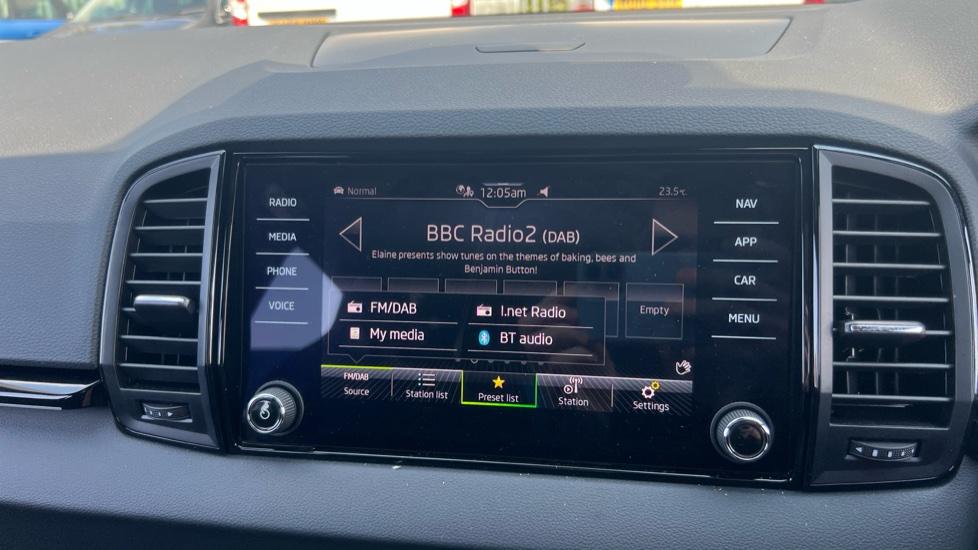 Normal
12:05am
23.5°c
RADIO
MEDIA
PHONE
VOICE
BBC Radio2 (DAB)
Elaine presents show tunes on the themes of baking, bees and
Benjamin Button!
FM/DAB
I.net Radio
My media
BT audio
Empty
FM/DAB
Source
Station list
Preset list
Station
Settings
NAV
APP
CAR
MENU